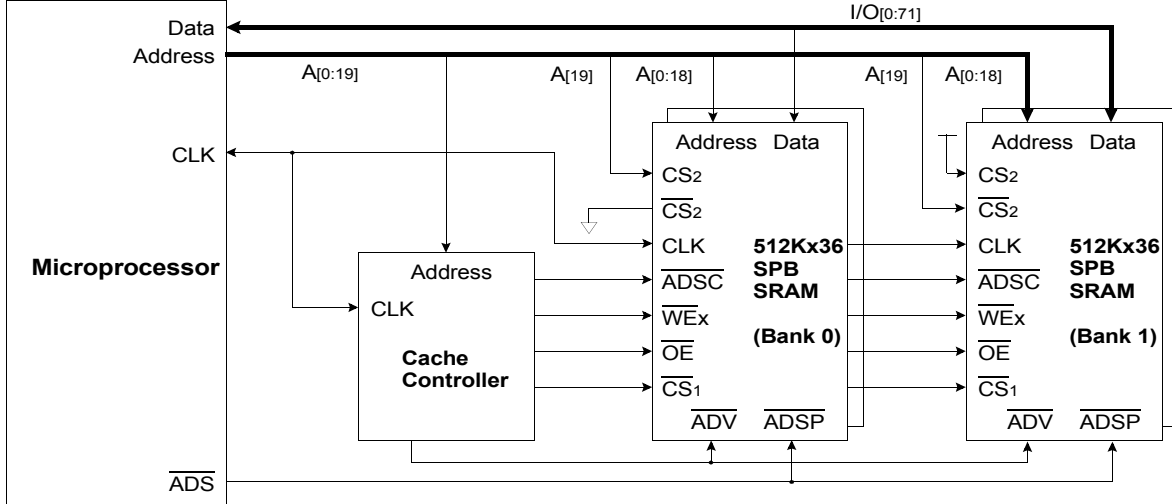 I/O[0:71]
Data
Address
A[0:19]
A[19]
A[0:18]
A[19]
A[0:18]
CLK
Microprocessor
ADS
Address
CLK
Cache
Controller
Address Data
CS2
CS2
CLK
ADSC
WEx
OE
CS1
ADV
ADSP
512Kx36
SPB
SRAM
(Bank 0)
Address Data
CS2
CS2
CLK
ADSC
WEx
OE
CS1
ADV
ADSP
512Kx36
SPB
SRAM
(Bank 1)